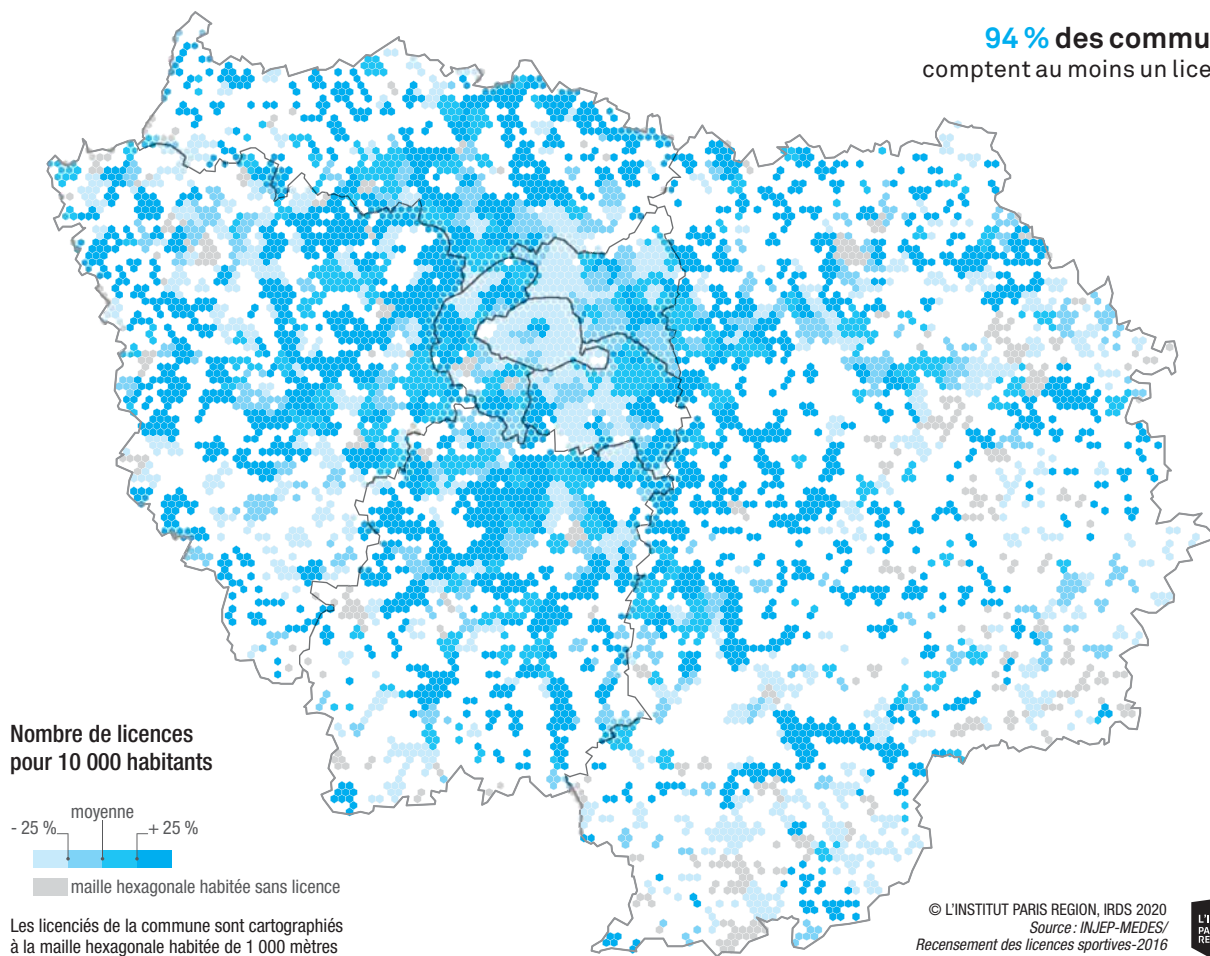 94 % des commu
comptent au moins un lice
Nombre de licences
pour 10 000 habitants
moyenne
- 25 % + 25 %
maille hexagonale habitée sans licence
Les licenciés de la commune sont cartographiés
à la maille hexagonale habitée de 1 000 mètres
© L'INSTITUT PARIS REGION, IRDS 2020
Source : INJEP-MEDES/
Recensement des licences sportives-2016
L'I
PA
RE